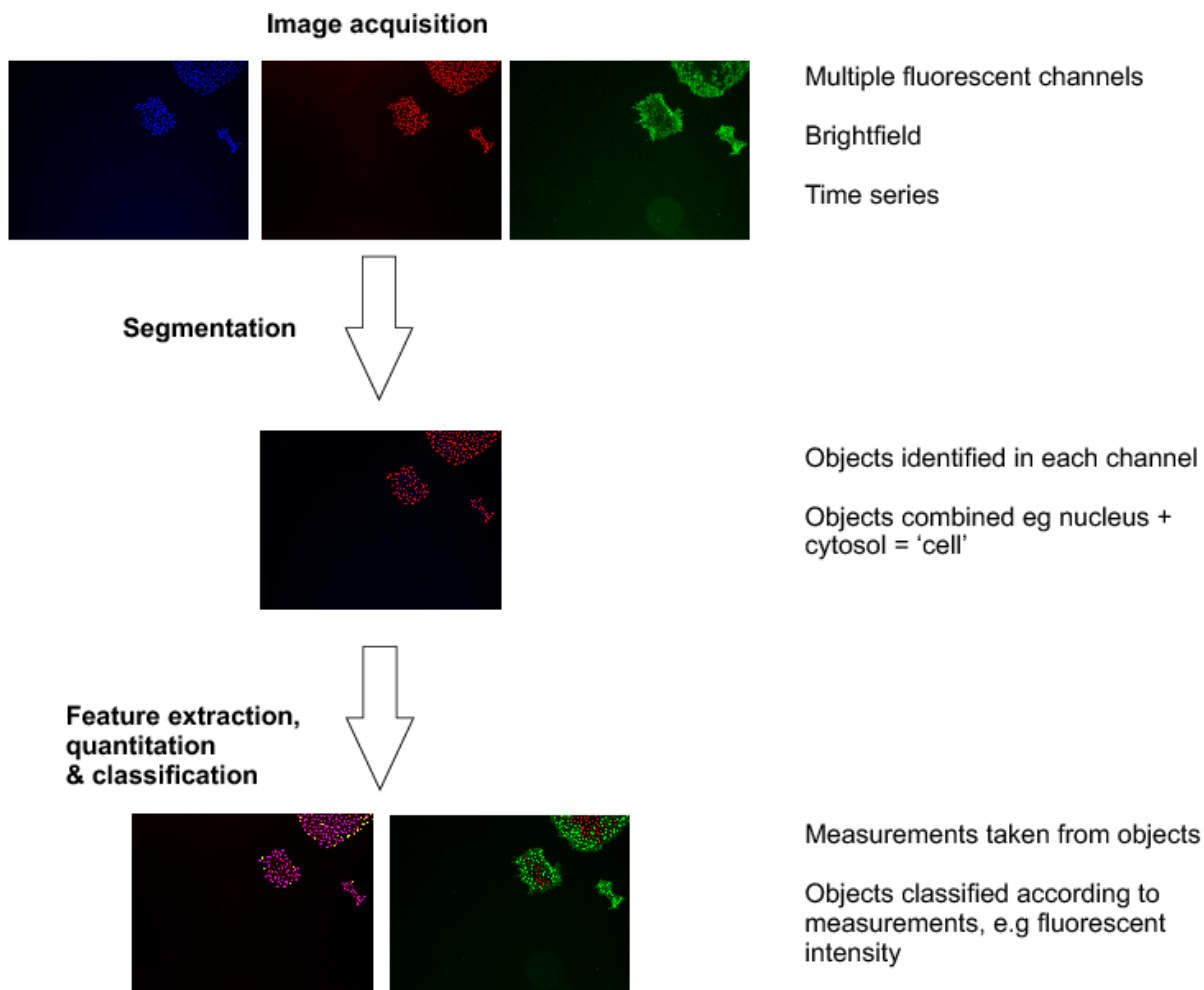 Image acquisition
Multiple fluorescent channels
Brightfield
Time series
Segmentation
Objects identified in each channel
Objects combined eg nucleus +
cytosol = ‘cell’
Feature extraction,
quantitation
& classification
Measurements taken from objects
Objects classified according to
measurements, e.g fluorescent
intensity